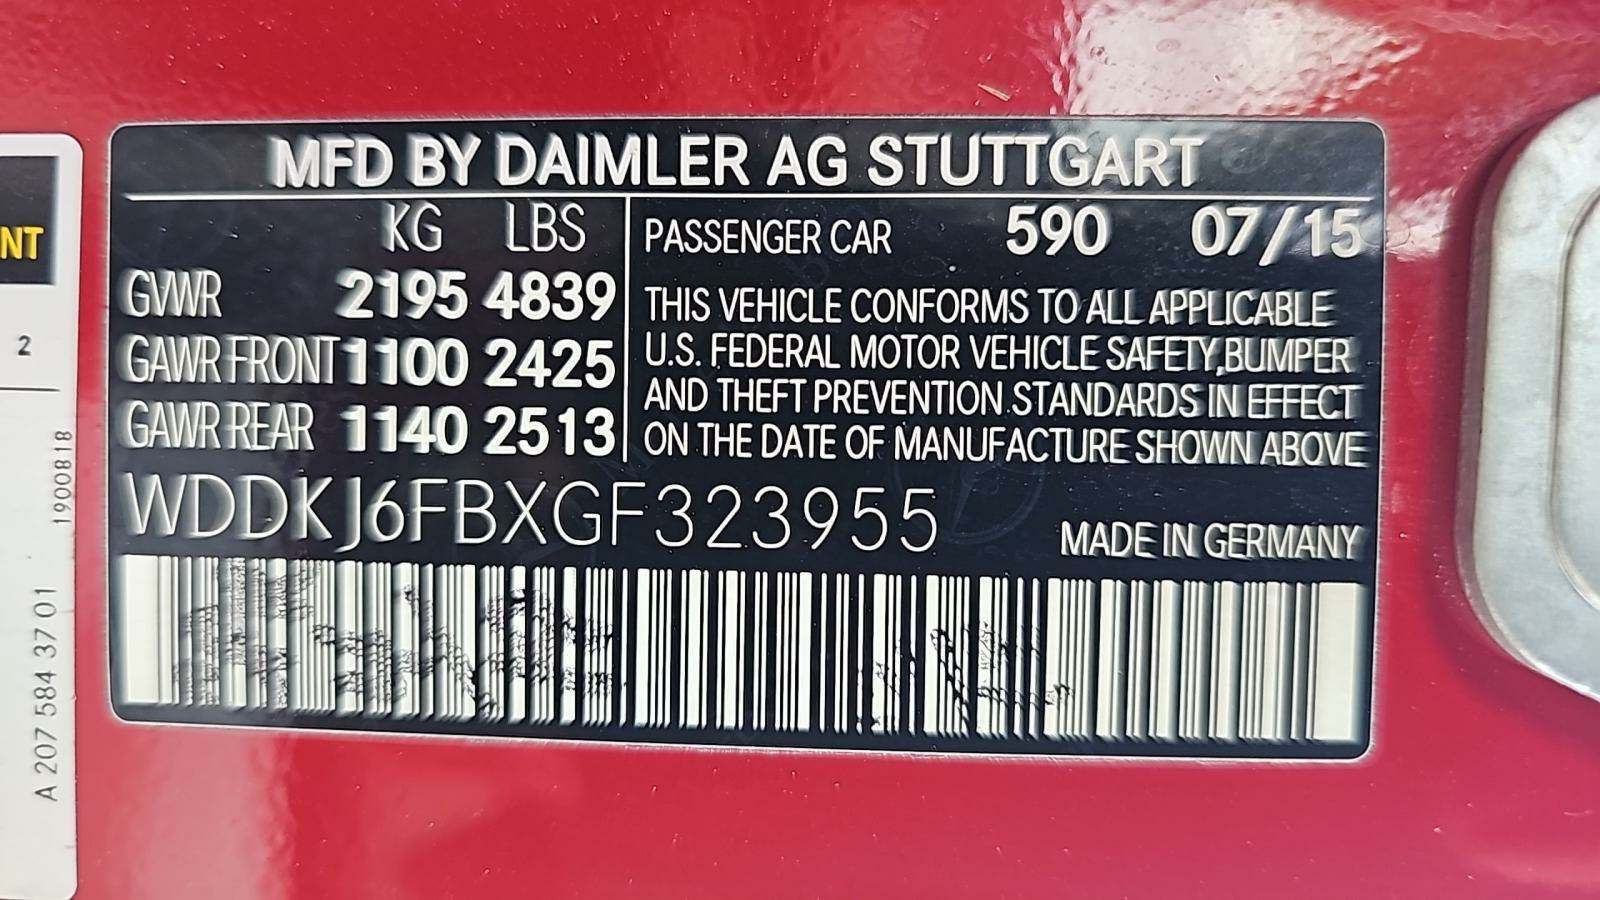 MFD BY DAIMLER AG STUTTGART
KG LBS
GVWR 2195 4839
GAWR FRONT 1100 2425
GAWR REAR 1140 2513
PASSENGER CAR 590 07/15
THIS VEHICLE CONFORMS TO ALL APPLICABLE
U.S. FEDERAL MOTOR VEHICLE SAFETY,BUMPER
AND THEFT PREVENTION STANDARDS IN EFFECT
ON THE DATE OF MANUFACTURE SHOWN ABOVE
WDDKJ6FBXGF323955
MADE IN GERMANY
NT
2
A 207 584 37 01
1900818